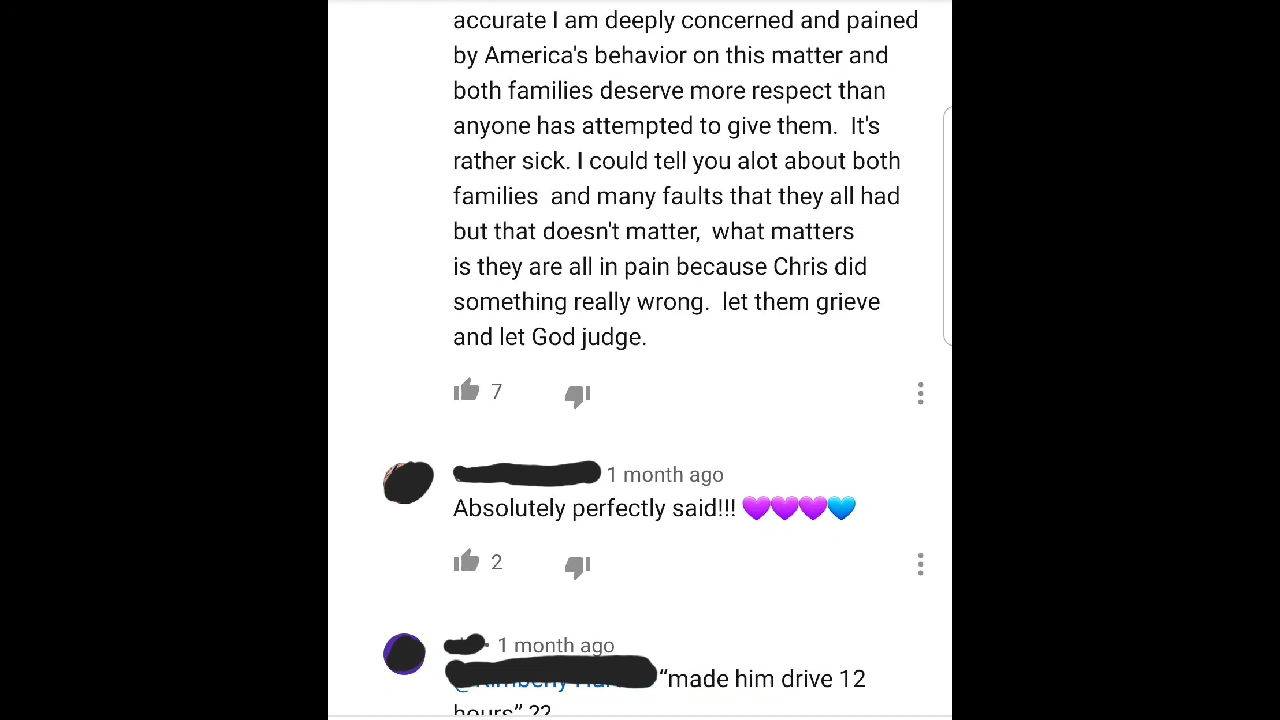 accurate I am deeply concerned and pained
by America's behavior on this matter and
both families deserve more respect than
anyone has attempted to give them.  It's
rather sick. I could tell you alot about both
families  and many faults that they all had
but that doesn't matter,  what matters
is they are all in pain because Chris did
something really wrong.  let them grieve
and let God judge.
7
1 month ago
Absolutely perfectly said!!! 💜💜💜💙
2
1 month ago
“made him drive 12
hours” ??